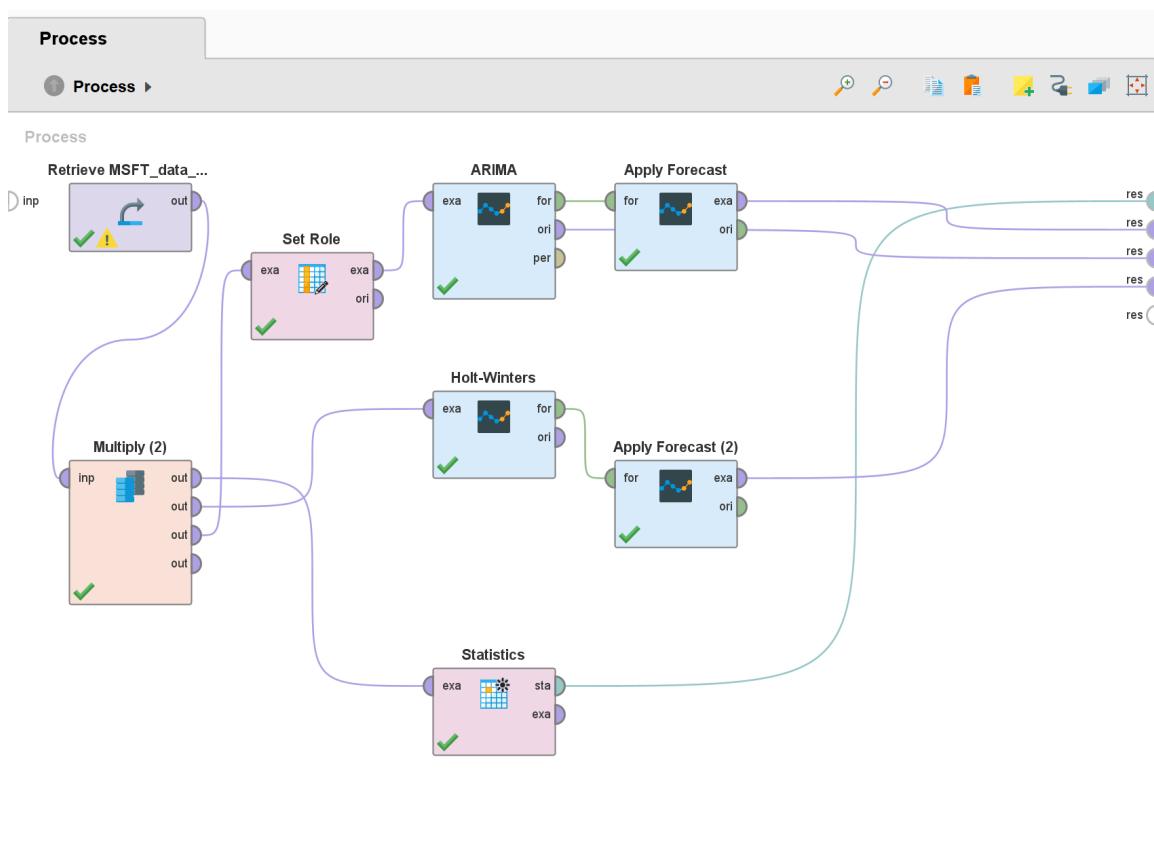 Process
Process
Process
Retrieve MSFT_data_...
inp
out
Set Role
exa
exa
ori
ARIMA
exa
for
ori
per
Apply Forecast
for
exa
ori
res
res
res
res
res
Holt-Winters
exa
for
ori
Multiply (2)
inp
out
out
out
out
Apply Forecast (2)
for
exa
ori
Statistics
exa
sta
exa